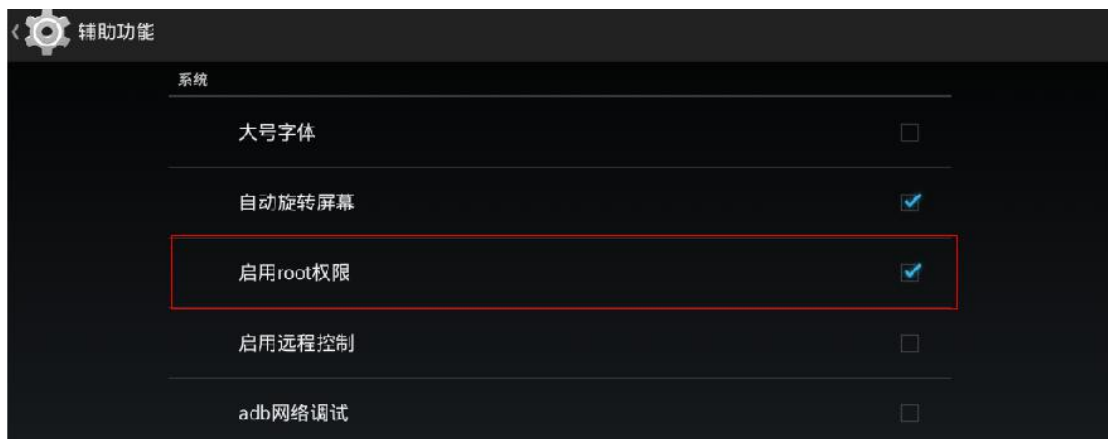 辅助功能
系统
大号字体
自动旋转屏幕
启用root权限
启用远程控制
adb网络调试